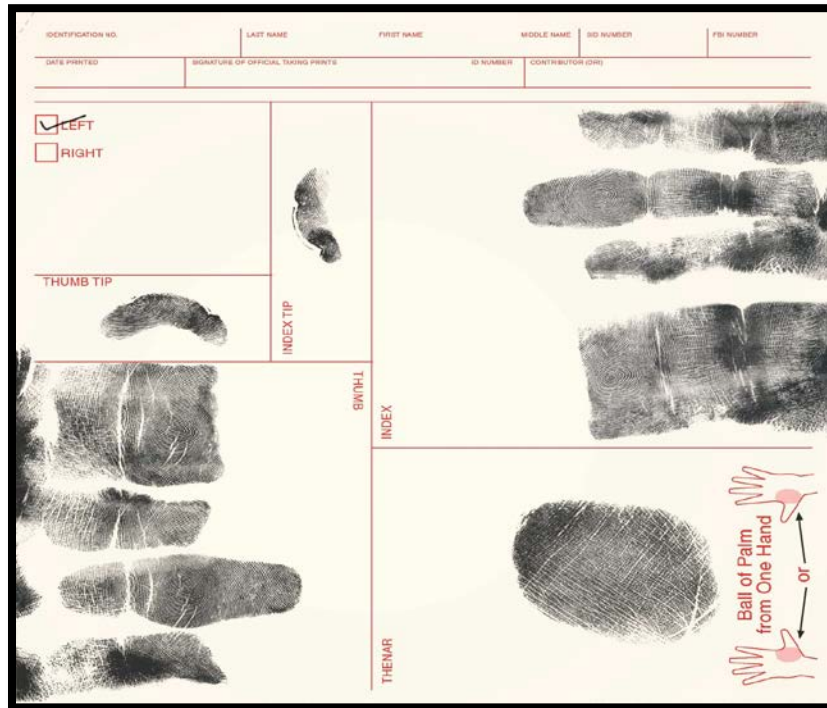 IDENTIFICATION NO. LAST NAME FIRST NAME MIDDLE NAME SID NUMBER FBI NUMBER
DATE PRINTED SIGNATURE OF OFFICIAL TAKING PRINTS ID NUMBER CONTRIBUTOR (ORI)
LEFT
RIGHT
THUMB TIP
INDEX TIP
THUMB
INDEX
THENAR
Ball of Palm
from One Hand
or